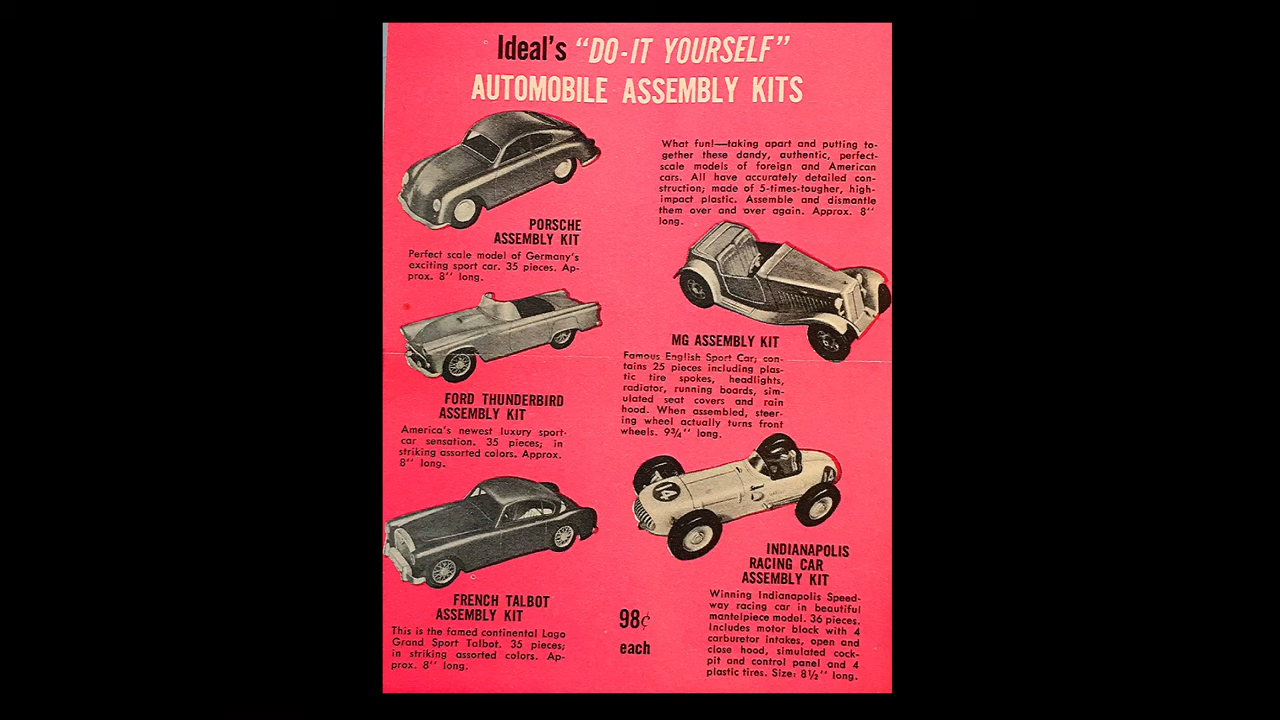 Ideal's "DO-IT YOURSELF"
AUTOMOBILE ASSEMBLY KITS
What fun!—taking apart and putting to-
gether these dandy, authentic, perfect-
scale models of foreign and American
cars. All have accurately detailed con-
struction; made of 5-times-tougher, high-
impact plastic. Assemble and dismantle
them over and over again. Approx. 8"
long.
PORSCHE
ASSEMBLY KIT
Perfect scale model of Germany's
exciting sport car. 35 pieces. Ap-
prox. 8" long.
MG ASSEMBLY KIT
Famous English Sport Car; con-
tains 25 pieces including plas-
tic tire spokes, headlights,
radiator, running boards, sim-
ulated seat covers and rain
hood. When assembled, steer-
ing wheel actually turns front
wheels. 9¾" long.
FORD THUNDERBIRD
ASSEMBLY KIT
America's newest luxury sport-
car sensation. 35 pieces; in
striking assorted colors. Approx.
8" long.
14
14
INDIANAPOLIS
RACING CAR
ASSEMBLY KIT
Winning Indianapolis Speed-
way racing car in beautiful
mantelpiece model. 36 pieces.
Includes motor block with 4
carburetor intakes, open and
close hood, simulated cock-
pit and control panel and 4
plastic tires. Size: 8½" long.
FRENCH TALBOT
ASSEMBLY KIT
This is the famed continental Lago
Grand Sport Talbot. 35 pieces;
in striking assorted colors. Ap-
prox. 8" long.
98¢
each